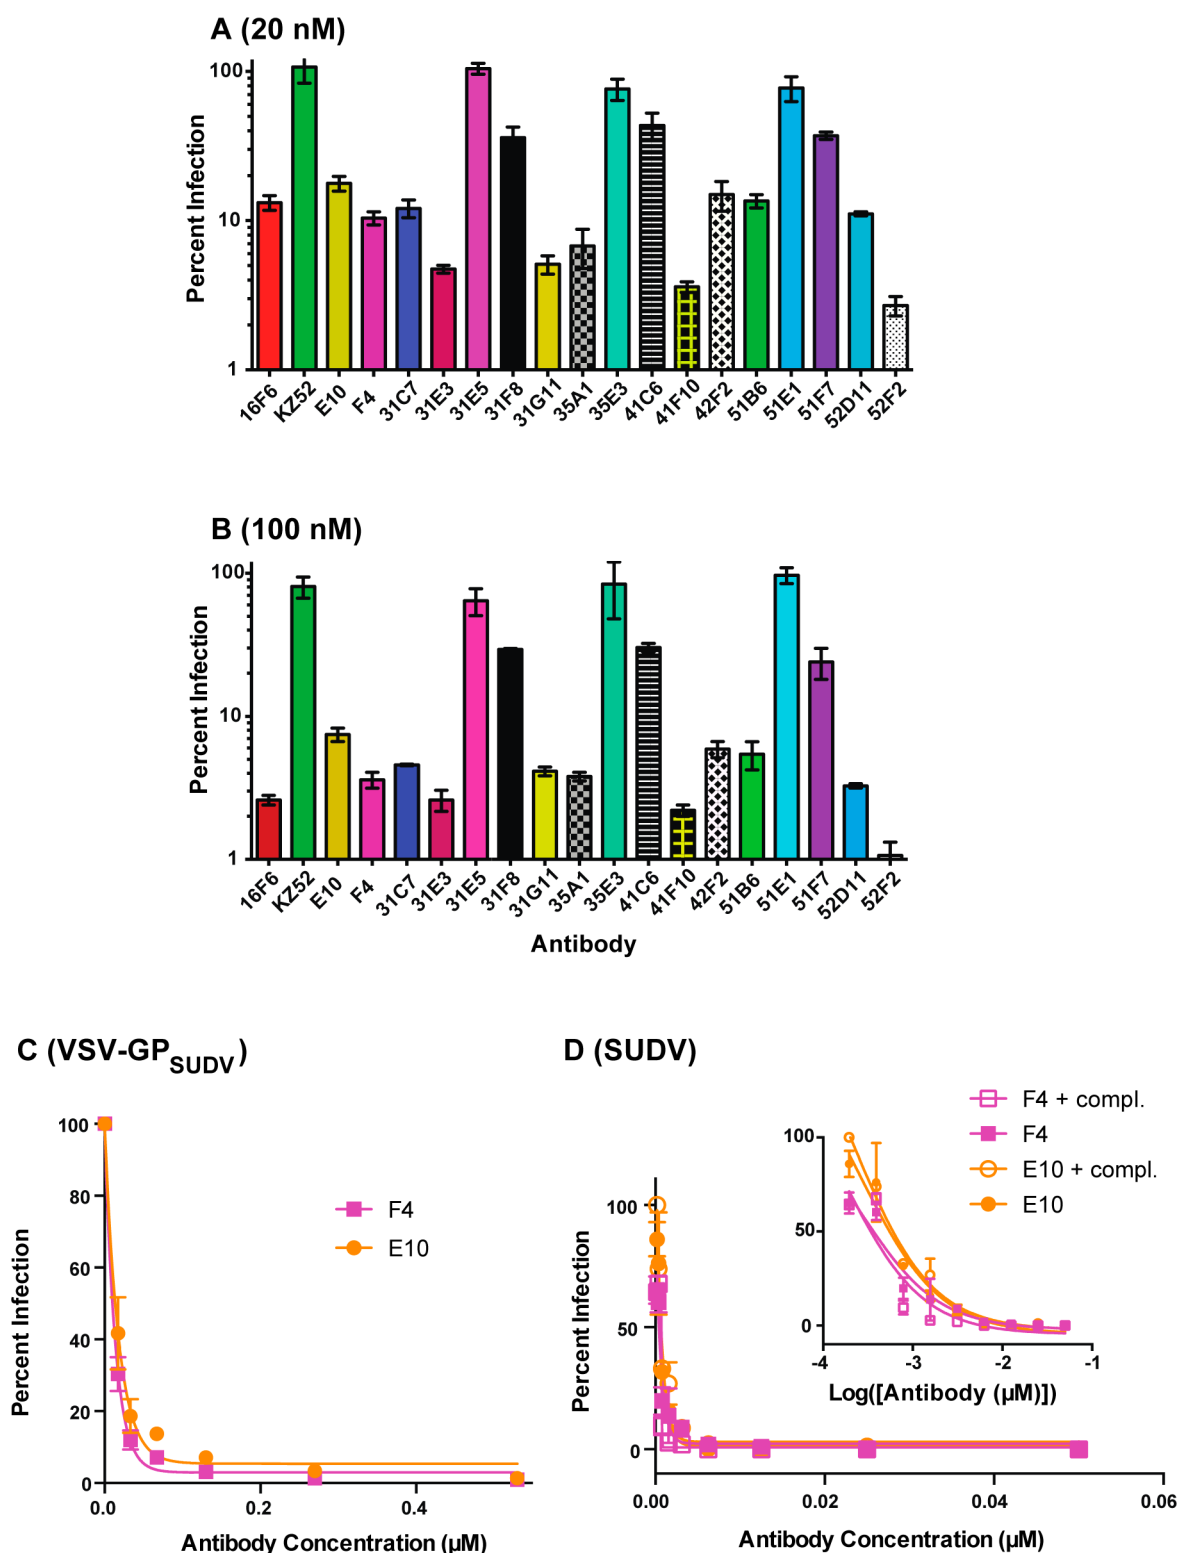 A (20 nM)
Percent Infection
100
10
1
16F6 KZ52 E10 F4 31C7 31E3 31E5 31F8 31G11 35A1 35E3 41C6 41F10 42F2 51B6 51E1 51F7 52D11 52F2
B (100 nM)
Percent Infection
100
10
1
16F6 KZ52 E10 F4 31C7 31E3 31E5 31F8 31G11 35A1 35E3 41C6 41F10 42F2 51B6 51E1 51F7 52D11 52F2
Antibody
C (VSV-GPSUDV)
Percent Infection
100
80
60
40
20
0
0.0 0.2 0.4
Antibody Concentration (µM)
F4
E10
D (SUDV)
Percent Infection
100
50
0
0.00 0.02 0.04 0.06
Antibody Concentration (µM)
F4 + compl.
F4
E10 + compl.
E10
100
50
0
-4 -3 -2 -1
Log([Antibody (µM)])